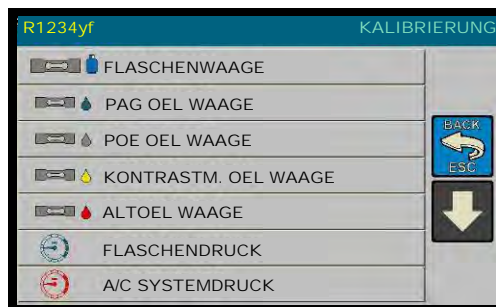 R1234yf KALIBRIERUNG
FLASCHENWAAGE
PAG OEL WAAGE
POE OEL WAAGE
KONTRASTM. OEL WAAGE
ALTOEL WAAGE
FLASCHENDRUCK
A/C SYSTEMDRUCK
BACK
ESC